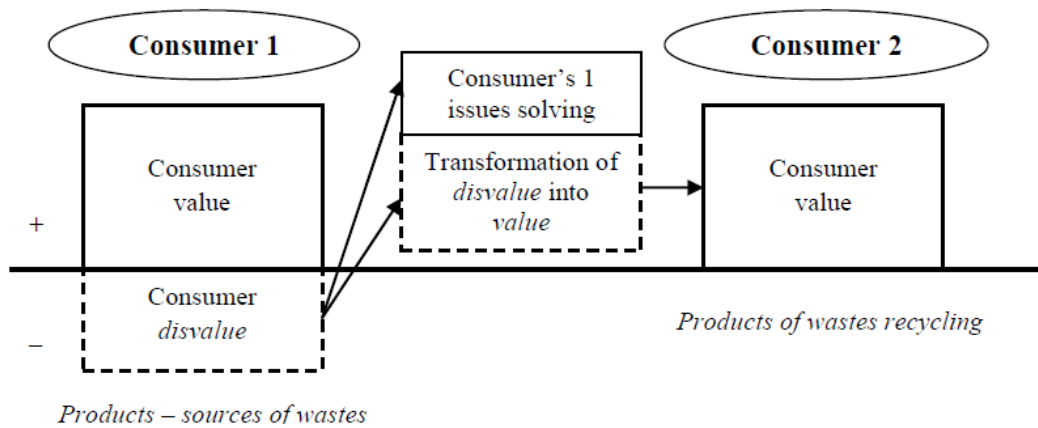 Consumer 1
Consumer 2
Consumer's 1
issues solving
Transformation of
disvalue into
value
Consumer
value
Consumer
value
+
Consumer
disvalue
–
Products of wastes recycling
Products – sources of wastes